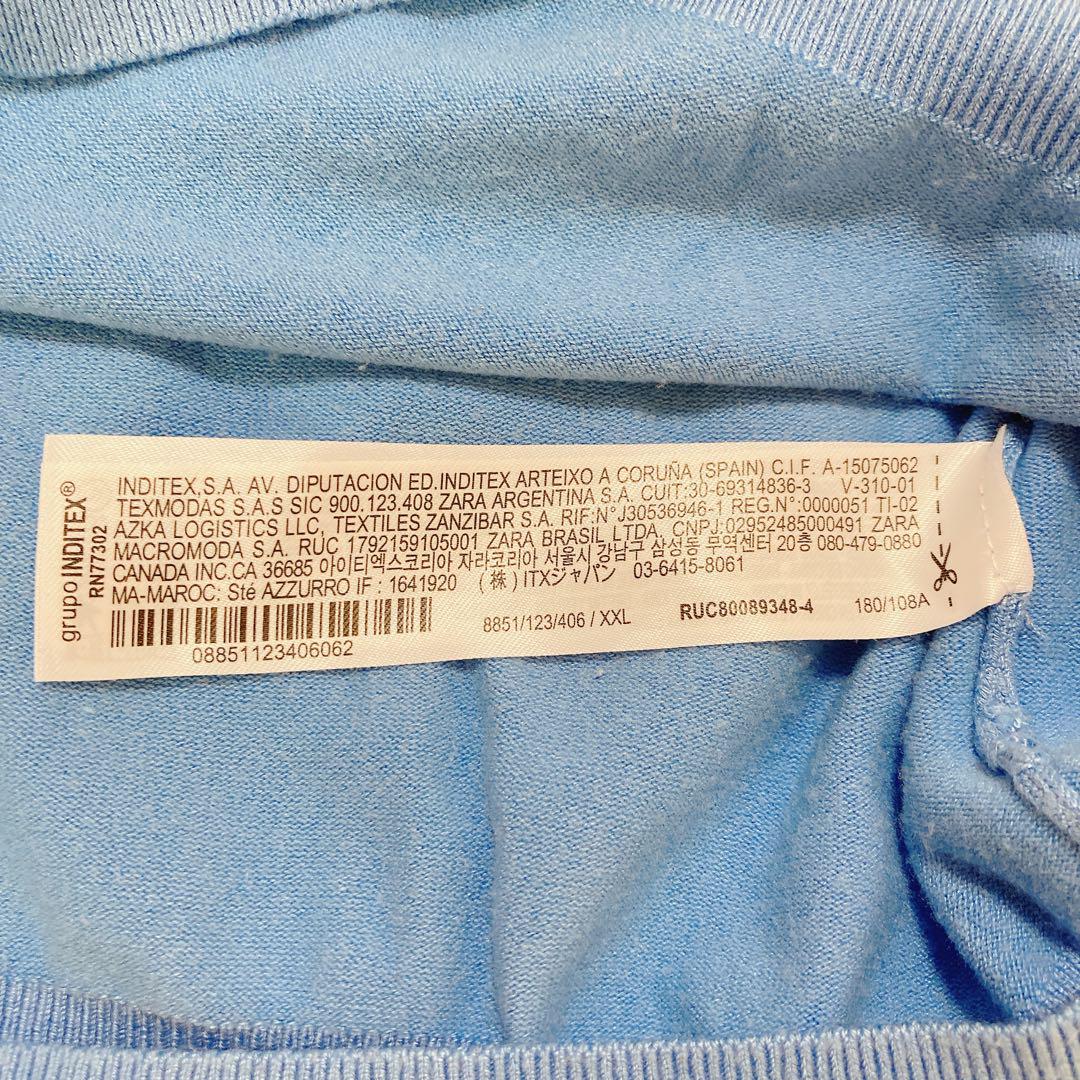 grupo INDITEX®
RN77302
INDITEX,S.A. AV. DIPUTACION ED.INDITEX ARTEIXO A CORUÑA (SPAIN) C.I.F. A-15075062
TEXMODAS S.A.S SIC 900.123.408 ZARA ARGENTINA S.A. CUIT:30-69314836-3 V-310-01
AZKA LOGISTICS LLC, TEXTILES ZANZIBAR S.A. RIF:N°J30536946-1 REG.N°:0000051 TI-02
MACROMODA S.A. RUC 1792159105001 ZARA BRASIL LTDA, CNPJ:02952485000491 ZARA
CANADA INC.CA 36685 아이티엑스코리아 자라코리아 서울시 강남구 삼성동 무역센터 20층 080-479-0880
MA-MAROC: Sté AZZURRO IF : 1641920 (株) ITXジャパン 03-6415-8061
08851123406062
8851/123/406 / XXL
RUC80089348-4
180/108A